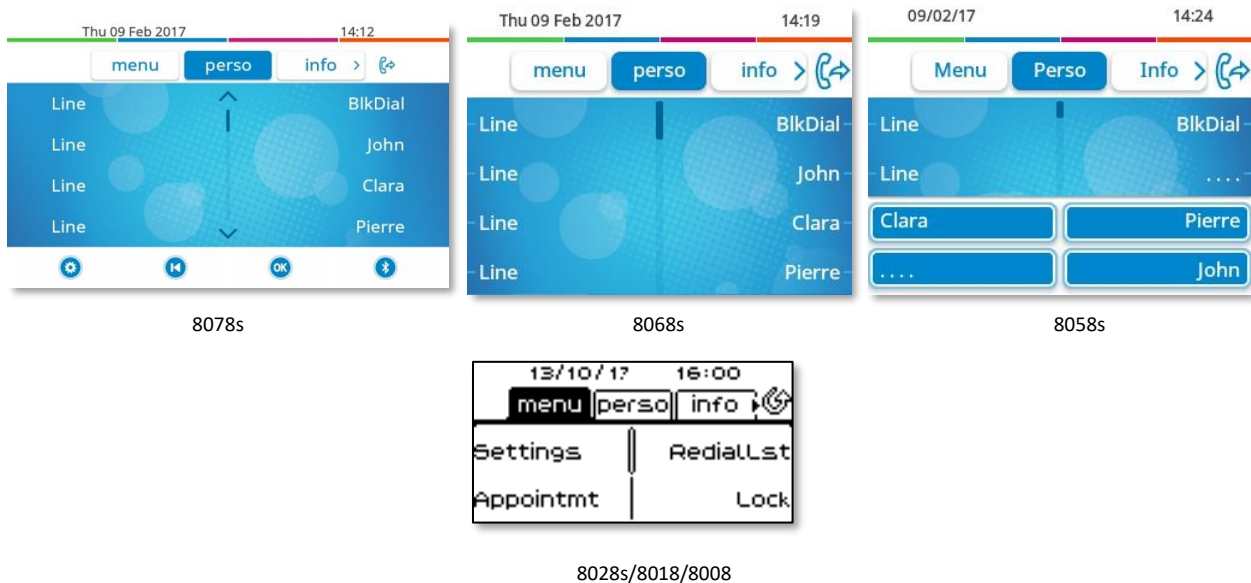 Thu 09 Feb 2017 14:12
menu perso info >
Line BlkDial
Line John
Line Clara
Line Pierre
OK
8078s
Thu 09 Feb 2017 14:19
menu perso info >
Line BlkDial
Line John
Line Clara
Line Pierre
8068s
09/02/17 14:24
Menu Perso Info >
Line BlkDial
Line ....
Clara Pierre
.... John
8058s
13/10/17 16:00
menu perso info
Settings RedialLst
Appointmt Lock
8028s/8018/8008